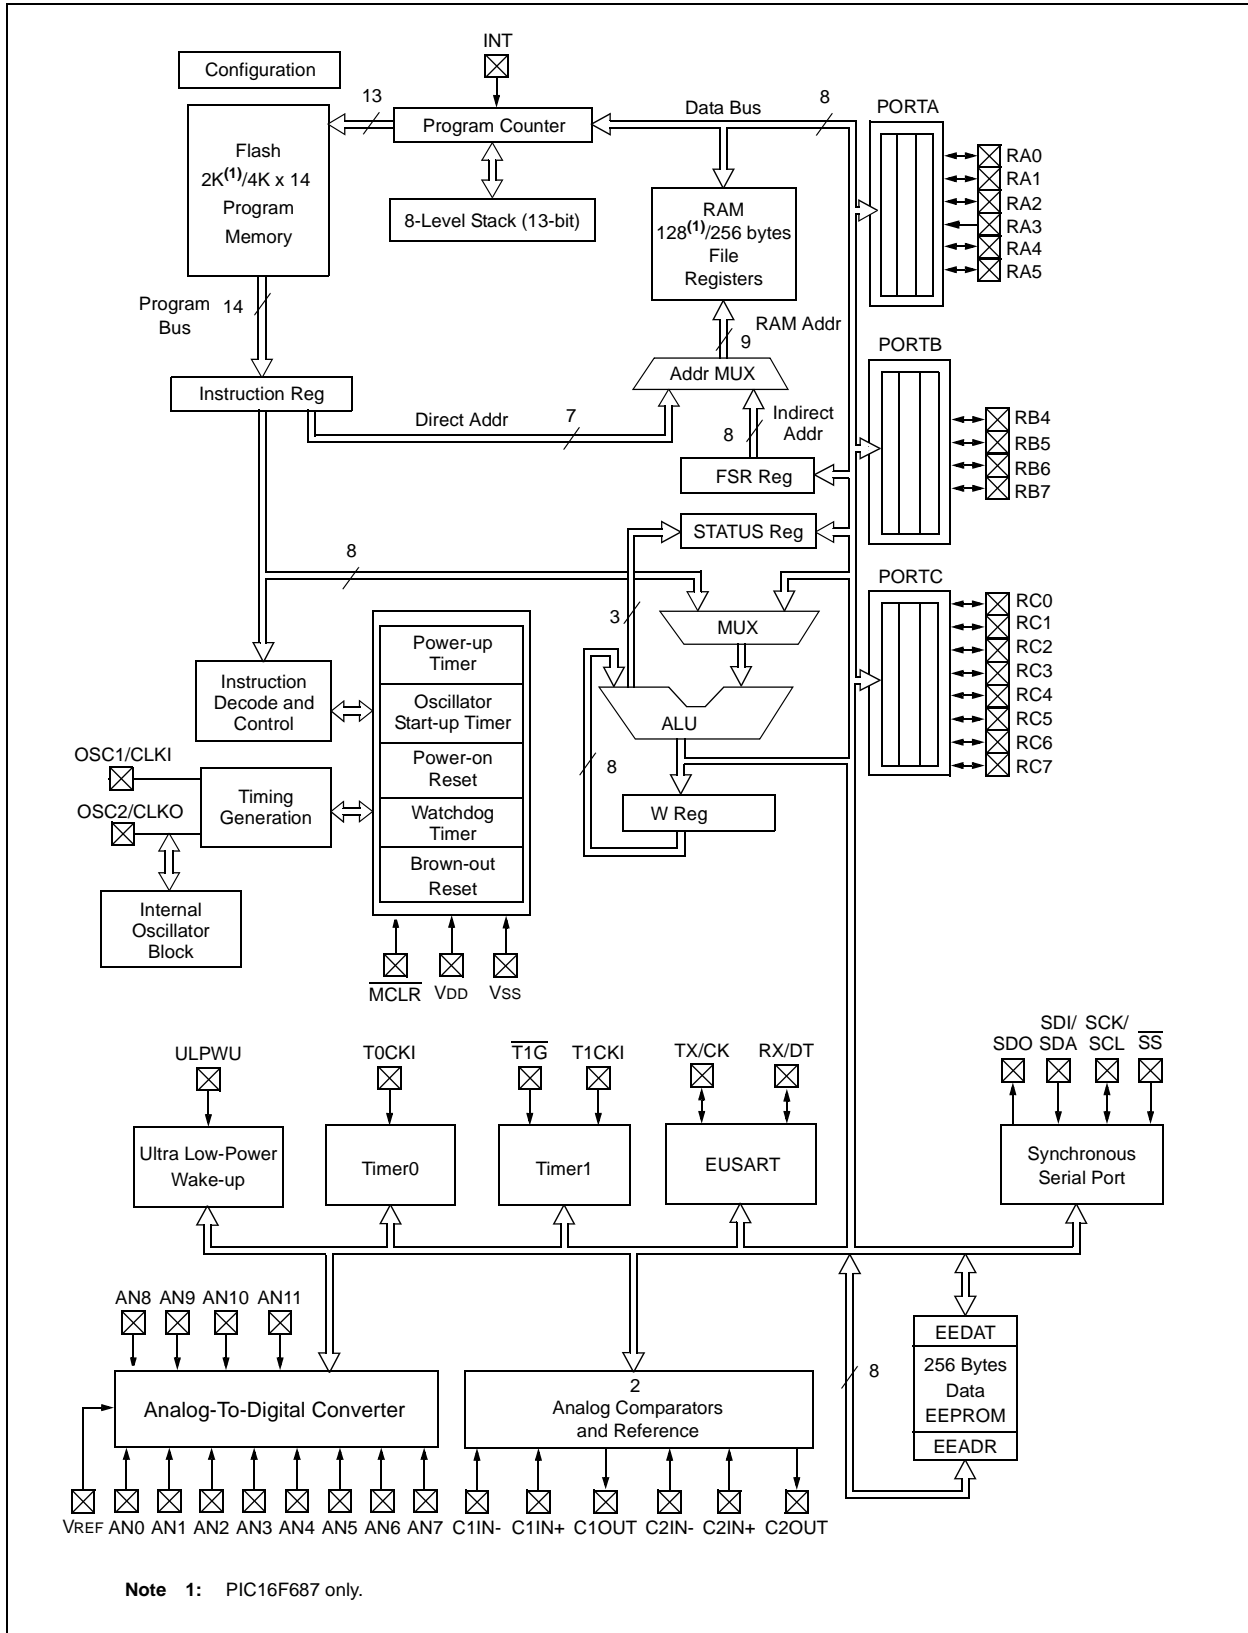 INT
Configuration
13
Program Counter
Data Bus
8
PORTA
Flash
2K(1)/4K x 14
Program
Memory
8-Level Stack (13-bit)
RAM
128(1)/256 bytes
File
Registers
RA0
RA1
RA2
RA3
RA4
RA5
Program
Bus
14
RAM Addr
9
PORTB
Addr MUX
Instruction Reg
Direct Addr
7
Indirect
Addr
8
FSR Reg
RB4
RB5
RB6
RB7
STATUS Reg
8
PORTC
3
MUX
RC0
RC1
RC2
RC3
RC4
RC5
RC6
RC7
Power-up
Timer
Instruction
Decode and
Control
Oscillator
Start-up Timer
ALU
OSC1/CLKI
Power-on
Reset
8
OSC2/CLKO
Timing
Generation
Watchdog
Timer
W Reg
Brown-out
Reset
Internal
Oscillator
Block
MCLR
VDD
VSS
ULPWU
T0CKI
T1G
T1CKI
TX/CK
RX/DT
SDO
SDI/
SDA
SCK/
SCL
SS
Ultra Low-Power
Wake-up
Timer0
Timer1
EUSART
Synchronous
Serial Port
AN8
AN9
AN10
AN11
EEDAT
256 Bytes
Data
EEPROM
EEADR
8
Analog-To-Digital Converter
2
Analog Comparators
and Reference
VREF
AN0
AN1
AN2
AN3
AN4
AN5
AN6
AN7
C1IN-
C1IN+
C1OUT
C2IN-
C2IN+
C2OUT
Note 1: PIC16F687 only.